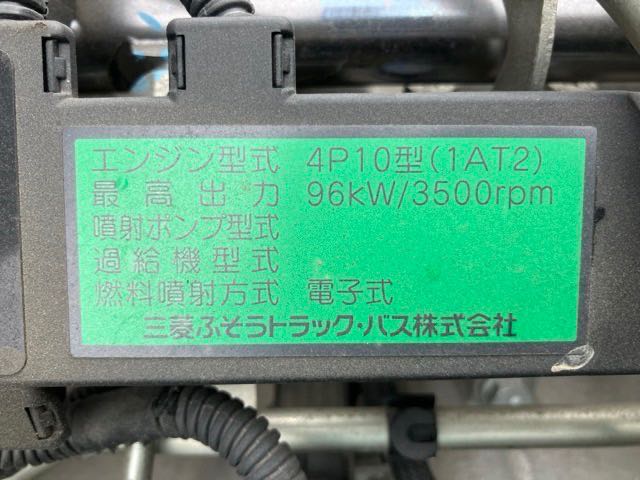 エンジン型式 4P10型(1AT2)
最高出力 96kW/3500rpm
噴射ポンプ型式
過給機型式
燃料噴射方式 電子式
三菱ふそうトラック・バス株式会社